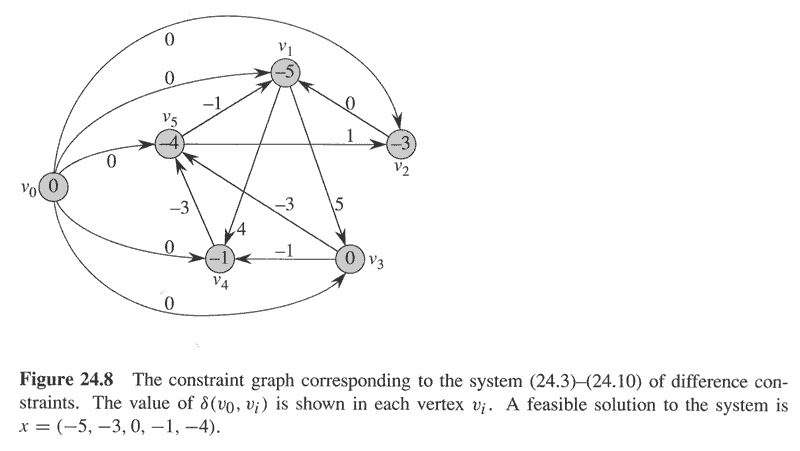 0
v1
0
-5
-1
0
v5
-4
1
-3
v2
0
v0 0
-3
-3
5
4
0
-1
-1
0 v3
v4
0
Figure 24.8 The constraint graph corresponding to the system (24.3)–(24.10) of difference con-
straints. The value of δ(v0, vi) is shown in each vertex vi. A feasible solution to the system is
x = (−5, −3, 0, −1, −4).